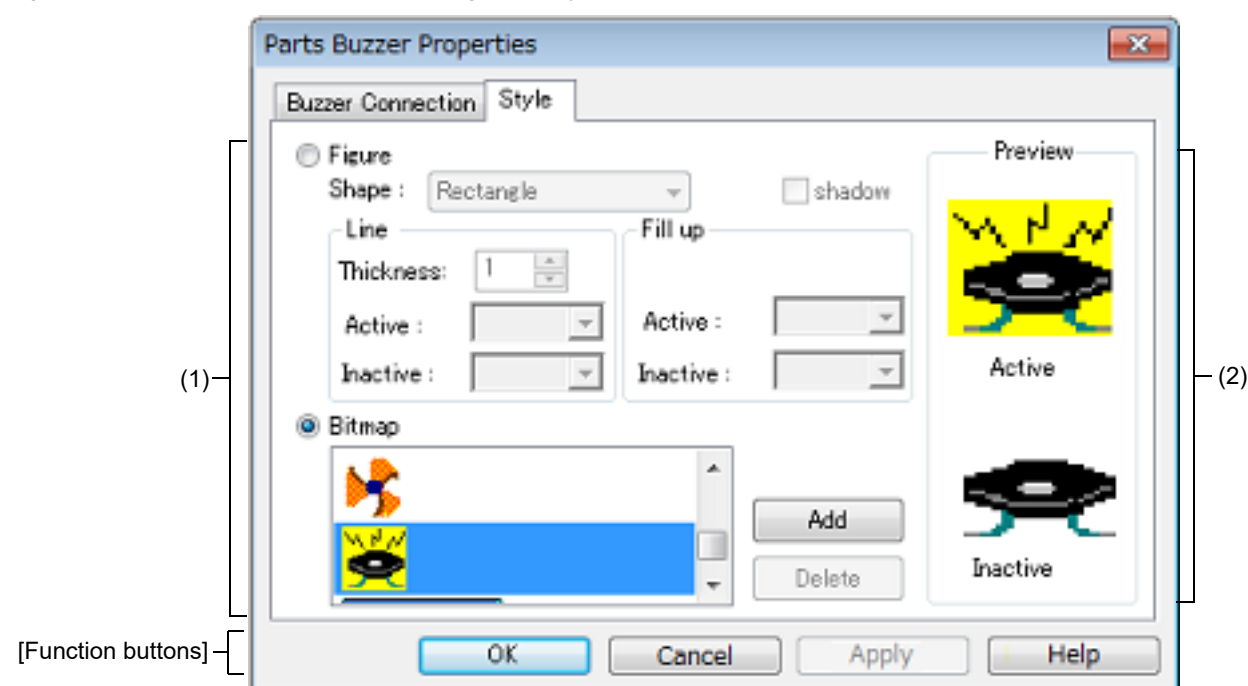 Parts Buzzer Properties
Buzzer Connection Style
Figure
Preview
Shape : Rectangle shadow
Line Fill up
Thickness: 1
Active : Active :
Active
Inactive : Inactive :
(1) (2)
Bitmap
Add
Delete
Inactive
[Function buttons] OK Cancel Apply Help